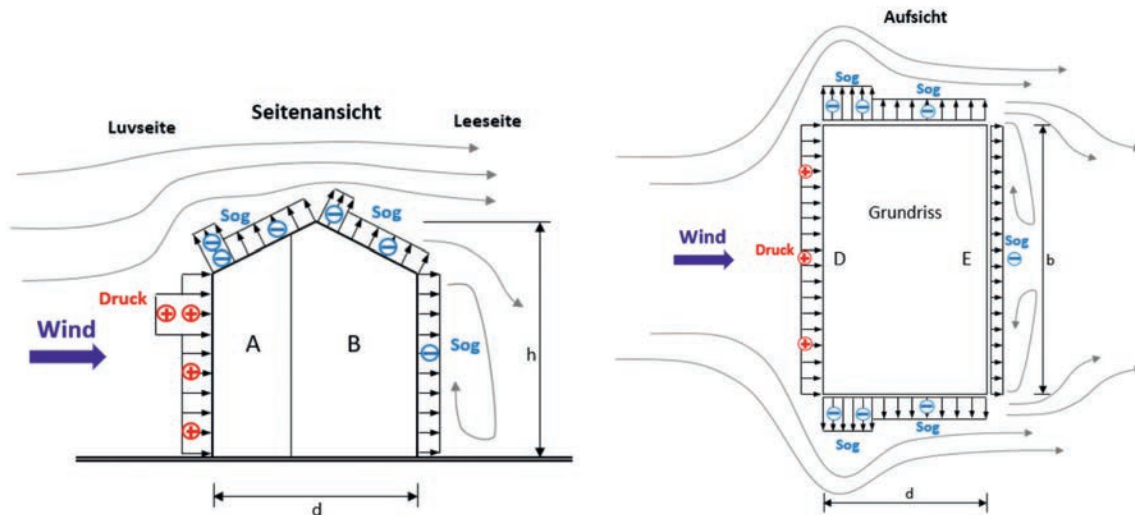 Seitenansicht
Luvseite
Leeseite
Sog
Sog
Druck
Wind
A
B
Sog
h
d
Aufsicht
Sog
Sog
Grundriss
Wind
Druck
D
E
Sog
b
Sog
Sog
d